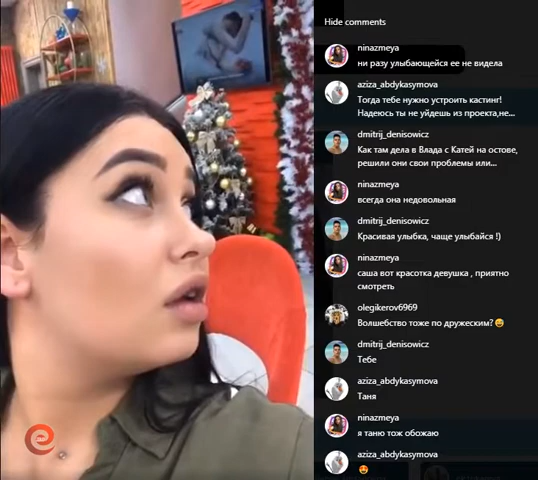 Hide comments
ninazmeya
ни разу улыбающейся ее не видела
aziza_abdykasymova
Тогда тебе нужно устроить кастинг!
Надеюсь ты не уйдешь из проекта,не...
dmitrij_denisowicz
Как там дела в Влада с Катей на остове,
решили они свои проблемы или...
ninazmeya
всегда она недовольная
dmitrij_denisowicz
Красивая улыбка, чаще улыбайся !)
ninazmeya
саша вот красотка девушка , приятно
смотреть
olegikerov6969
Волшебство тоже по дружеским?😅
dmitrij_denisowicz
Тебе
aziza_abdykasymova
Таня
ninazmeya
я таню тож обожаю
aziza_abdykasymova
😍